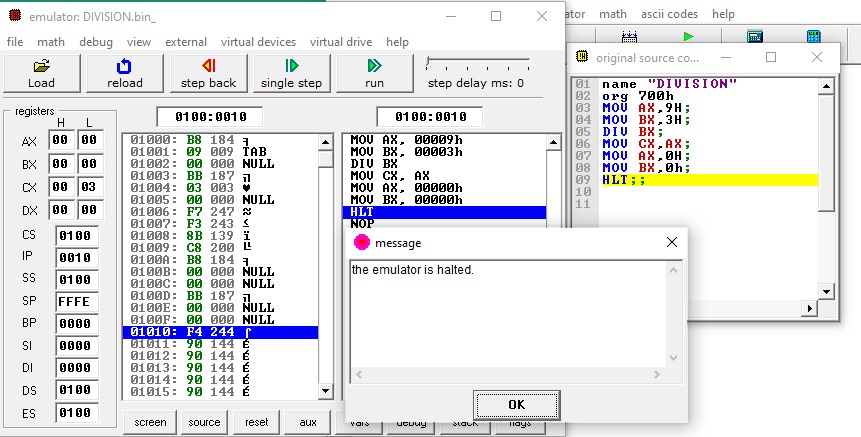 emulator: DIVISION.bin_
file math debug view external virtual devices virtual drive help
Load reload step back single step run step delay ms: 0
registers
H L
AX 00 00
BX 00 00
CX 00 03
DX 00 00
CS 0100
IP 0010
SS 0100
SP FFFE
BP 0000
SI 0000
DI 0000
DS 0100
ES 0100
0100:0010
01000: B8 184 ╕
01001: 09 009 TAB
01002: 00 000 NULL
01003: BB 187 ╗
01004: 03 003 ♥
01005: 00 000 NULL
01006: F7 247 ≈
01007: F3 243 ≤
01008: 8B 139 ï
01009: C8 200 ╚
0100A: B8 184 ╕
0100B: 00 000 NULL
0100C: 00 000 NULL
0100D: BB 187 ╗
0100E: 00 000 NULL
0100F: 00 000 NULL
01010: F4 244 ⌠
01011: 90 144 É
01012: 90 144 É
01013: 90 144 É
01014: 90 144 É
01015: 90 144 É
0100:0010
MOV AX, 00009h
MOV BX, 00003h
DIV BX
MOV CX, AX
MOV AX, 00000h
MOV BX, 00000h
HLT
NOP
screen source reset aux vars debug stack flags
message
the emulator is halted.
OK
math ascii codes help
original source co...
01 name "DIVISION"
02 org 700h
03 MOV AX,9H;
04 MOV BX,3H;
05 DIV BX;
06 MOV CX,AX;
07 MOV AX,0H;
08 MOV BX,0h;
09 HLT;;
10
11